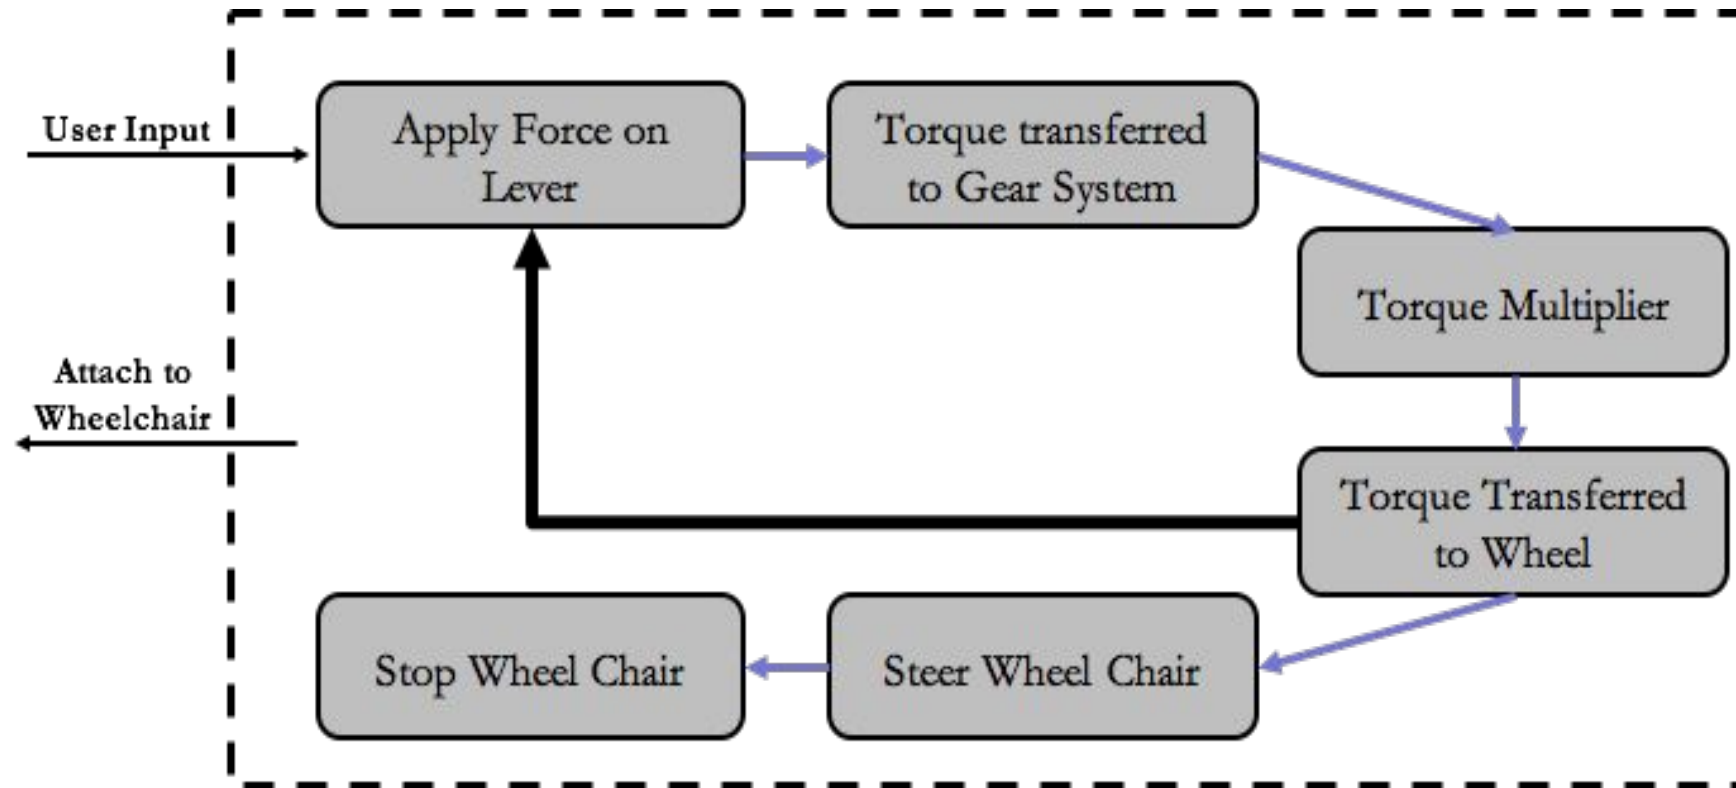 User Input
Apply Force on
Lever
Torque transferred
to Gear System
Torque Multiplier
Attach to
Wheelchair
Torque Transferred
to Wheel
Steer Wheel Chair
Stop Wheel Chair